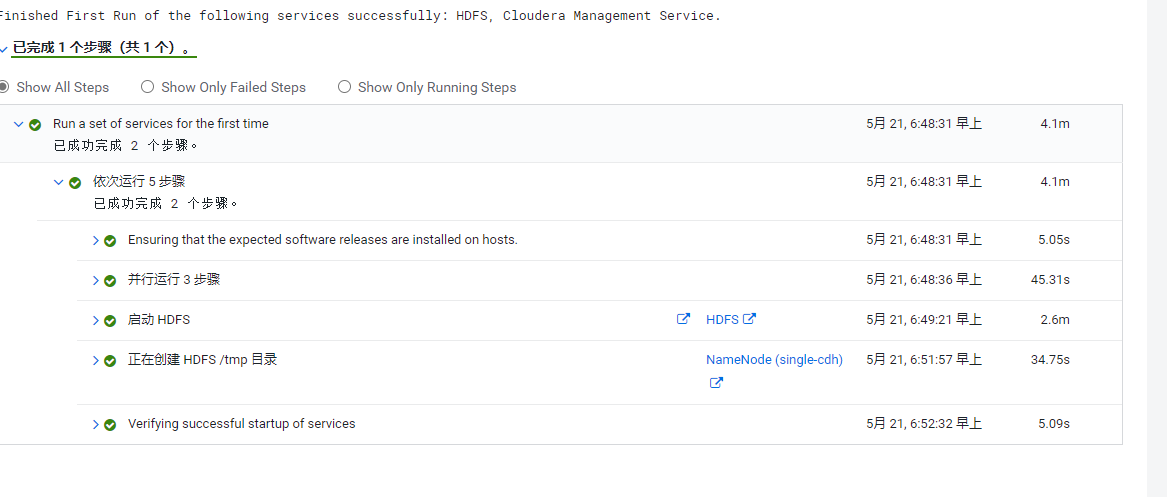 Finished First Run of the following services successfully: HDFS, Cloudera Management Service.
已完成 1 个步骤（共 1 个）。
Show All Steps Show Only Failed Steps Show Only Running Steps
Run a set of services for the first time 5月 21, 6:48:31 早上 4.1m
已成功完成 2 个步骤。
依次运行 5 步骤 5月 21, 6:48:31 早上 4.1m
已成功完成 2 个步骤。
Ensuring that the expected software releases are installed on hosts. 5月 21, 6:48:31 早上 5.05s
并行运行 3 步骤 5月 21, 6:48:36 早上 45.31s
启动 HDFS HDFS 5月 21, 6:49:21 早上 2.6m
正在创建 HDFS /tmp 目录 NameNode (single-cdh) 5月 21, 6:51:57 早上 34.75s
Verifying successful startup of services 5月 21, 6:52:32 早上 5.09s